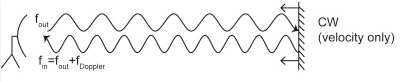 f_out
CW
(velocity only)
f_in=f_out+f_Doppler